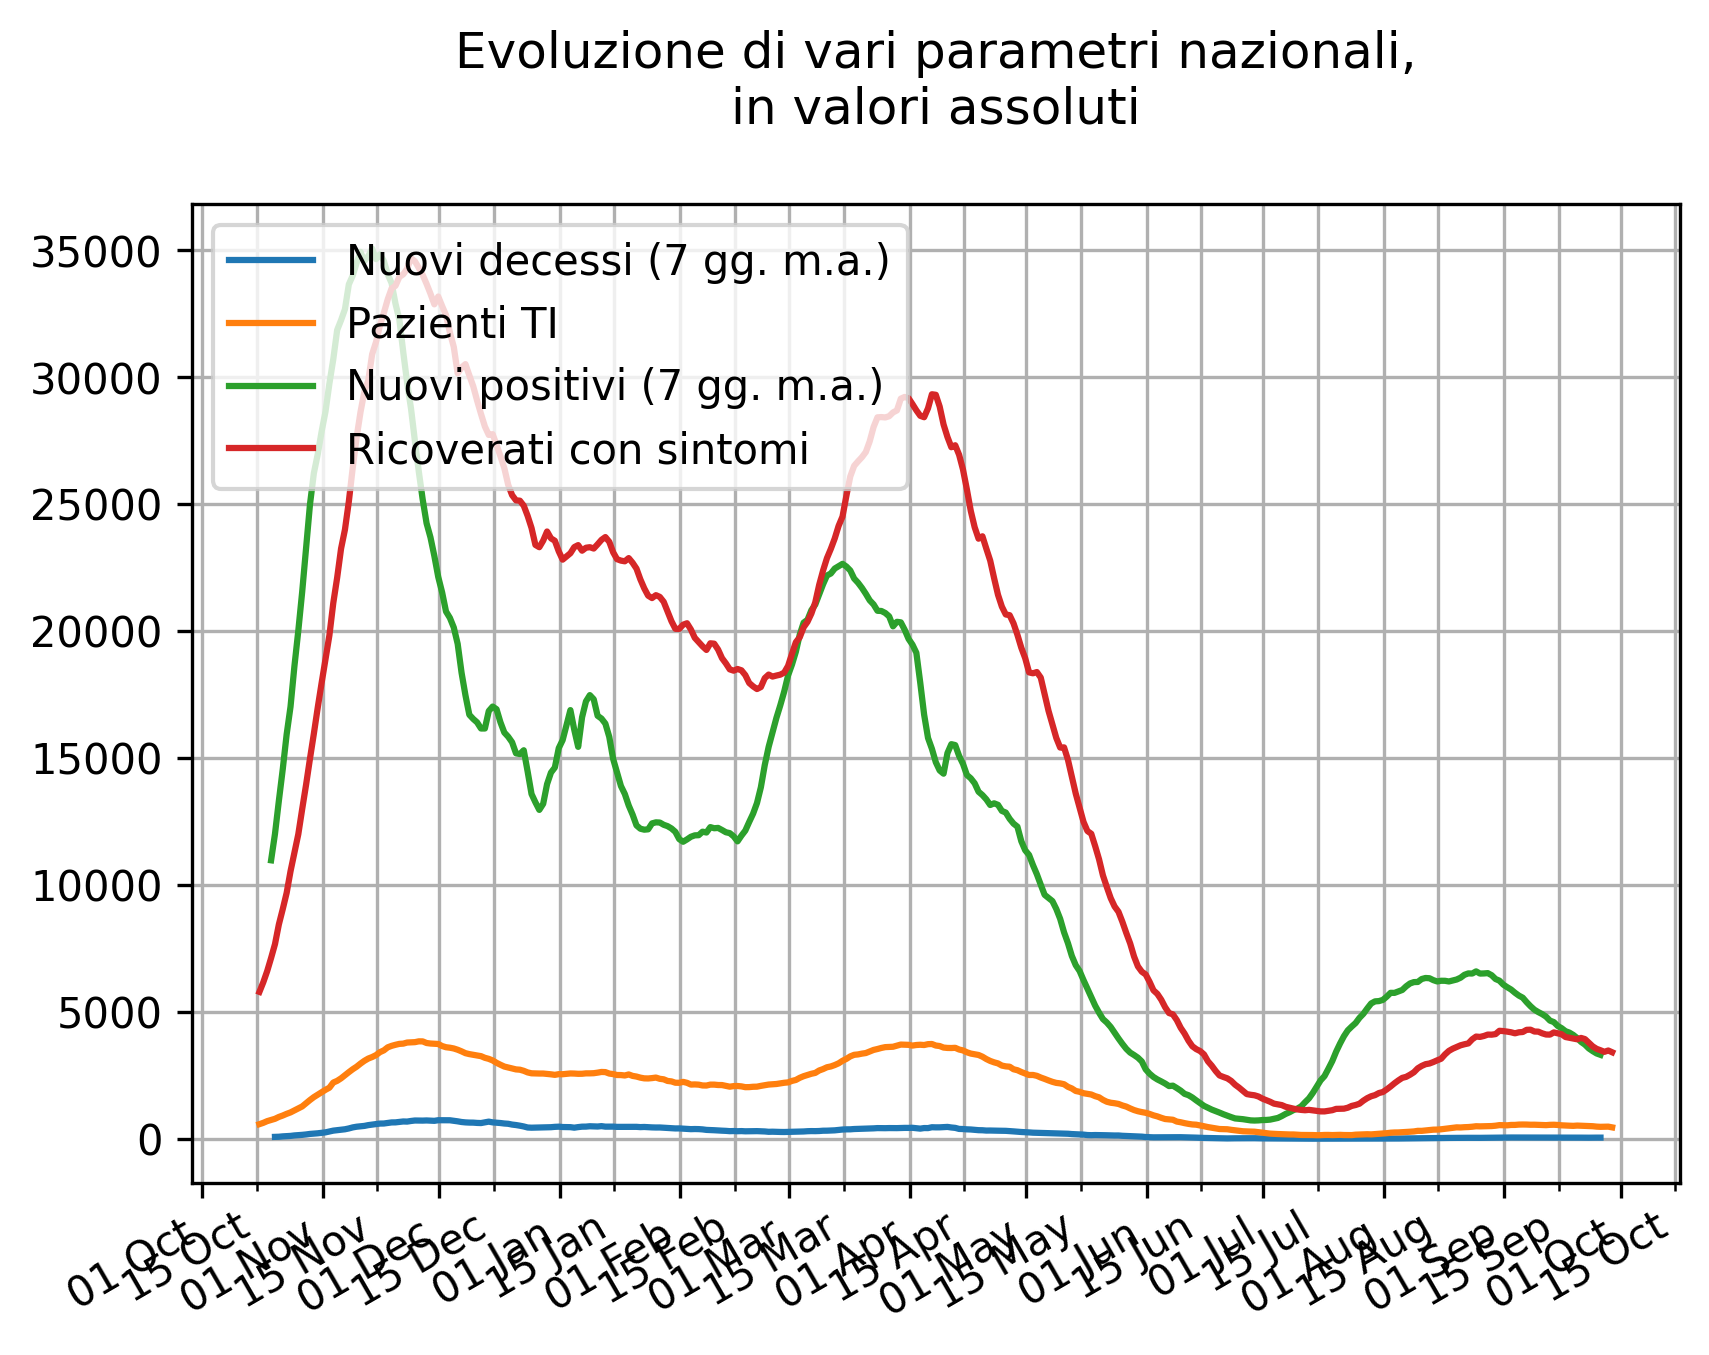 Evoluzione di vari parametri nazionali,
in valori assoluti
35000
30000
25000
20000
15000
10000
5000
0
Nuovi decessi (7 gg. m.a.)
Pazienti TI
Nuovi positivi (7 gg. m.a.)
Ricoverati con sintomi
01 Oct
15 Oct
01 Nov
15 Nov
01 Dec
15 Dec
01 Jan
15 Jan
01 Feb
15 Feb
01 Mar
15 Mar
01 Apr
15 Apr
01 May
15 May
01 Jun
15 Jun
01 Jul
15 Jul
01 Aug
15 Aug
01 Sep
15 Sep
01 Oct
15 Oct